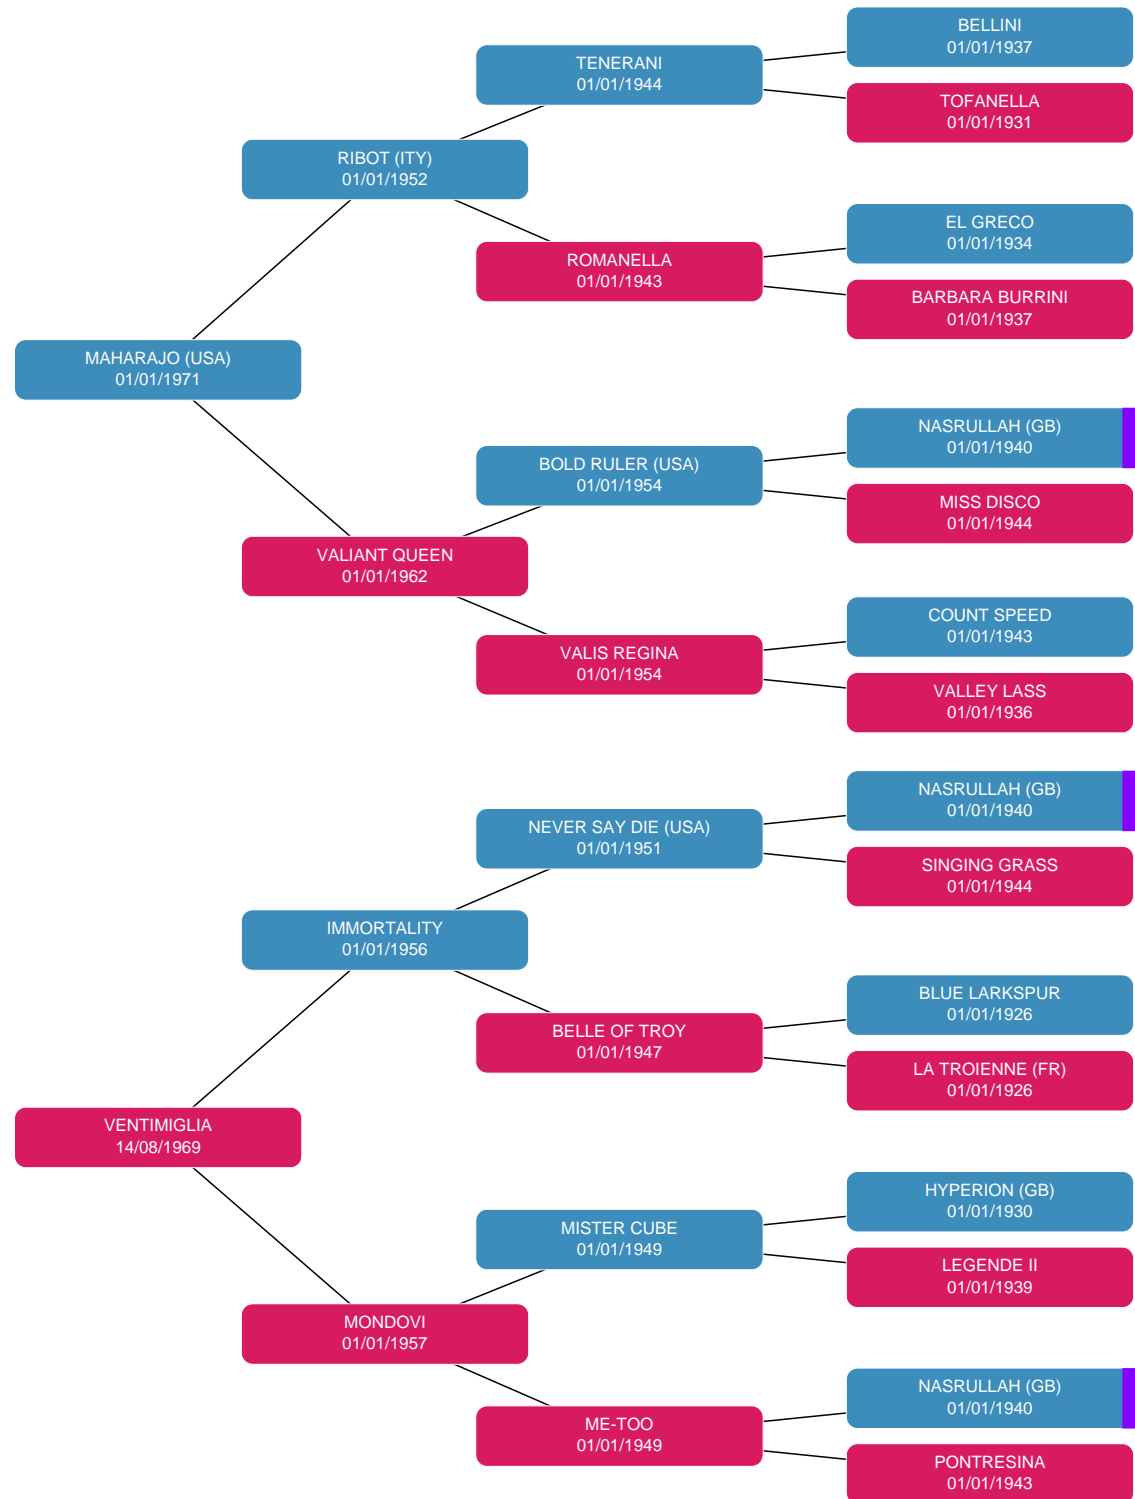 BELLINI
01/01/1937
TENERANI
01/01/1944
TOFANELLA
01/01/1931
RIBOT (ITY)
01/01/1952
EL GRECO
01/01/1934
ROMANELLA
01/01/1943
BARBARA BURRINI
01/01/1937
MAHARAJO (USA)
01/01/1971
NASRULLAH (GB)
01/01/1940
BOLD RULER (USA)
01/01/1954
MISS DISCO
01/01/1944
VALIANT QUEEN
01/01/1962
COUNT SPEED
01/01/1943
VALIS REGINA
01/01/1954
VALLEY LASS
01/01/1936
NASRULLAH (GB)
01/01/1940
NEVER SAY DIE (USA)
01/01/1951
SINGING GRASS
01/01/1944
IMMORTALITY
01/01/1956
BLUE LARKSPUR
01/01/1926
BELLE OF TROY
01/01/1947
LA TROIENNE (FR)
01/01/1926
VENTIMIGLIA
14/08/1969
HYPERION (GB)
01/01/1930
MISTER CUBE
01/01/1949
LEGENDE II
01/01/1939
MONDOVI
01/01/1957
NASRULLAH (GB)
01/01/1940
ME-TOO
01/01/1949
PONTRESINA
01/01/1943